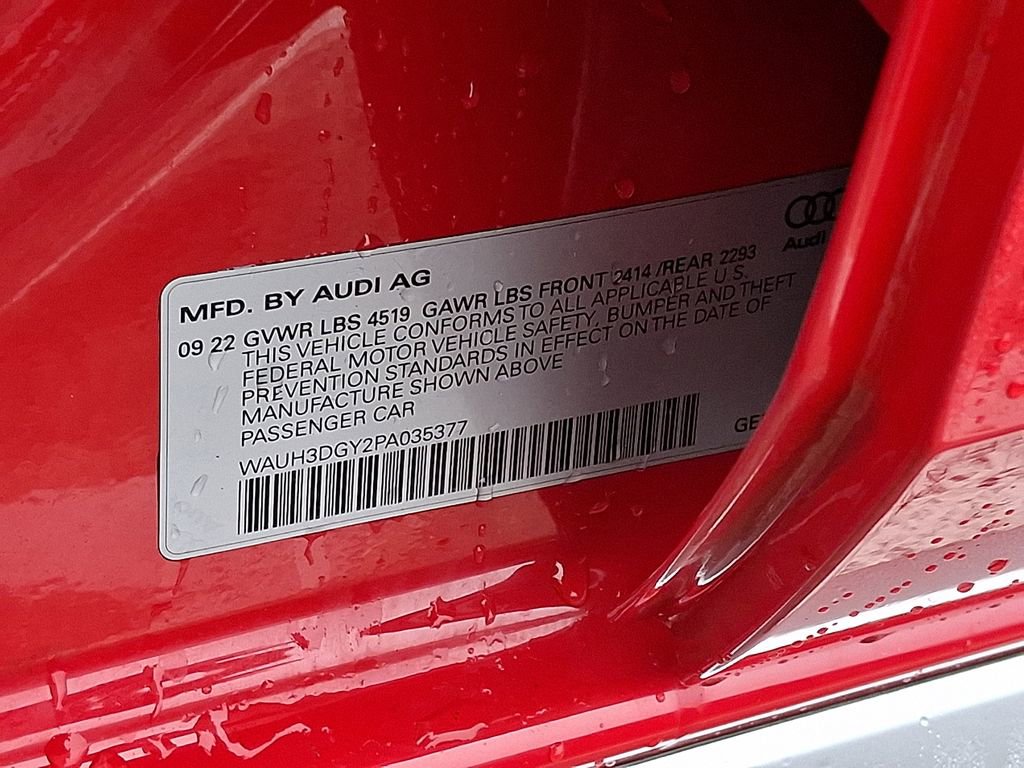 Audi
MFD. BY AUDI AG
09 22 GVWR LBS 4519 GAWR LBS FRONT 2414 /REAR 2293
THIS VEHICLE CONFORMS TO ALL APPLICABLE U.S.
FEDERAL MOTOR VEHICLE SAFETY, BUMPER AND THEFT
PREVENTION STANDARDS IN EFFECT ON THE DATE OF
MANUFACTURE SHOWN ABOVE
PASSENGER CAR
WAUH3DGY2PA035377